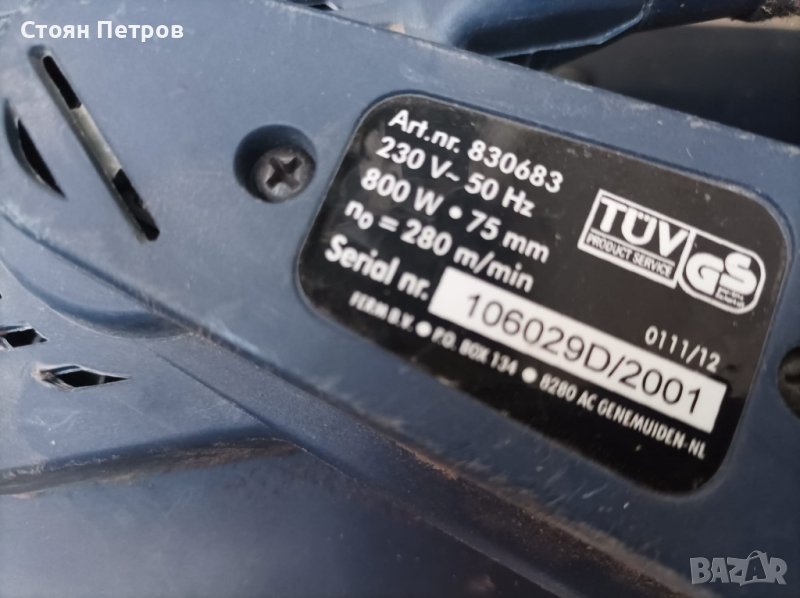 Стоян Петров
Art.nr. 830683
230 V~ 50 Hz
800 W • 75 mm
n₀ = 280 m/min
Serial nr. 106029D/2001
FERM B.V. • P.O. BOX 134 • 8280 AC GENEMUIDEN-NL
TÜV
PRODUCT SERVICE
GS
0111/12
BAZAR